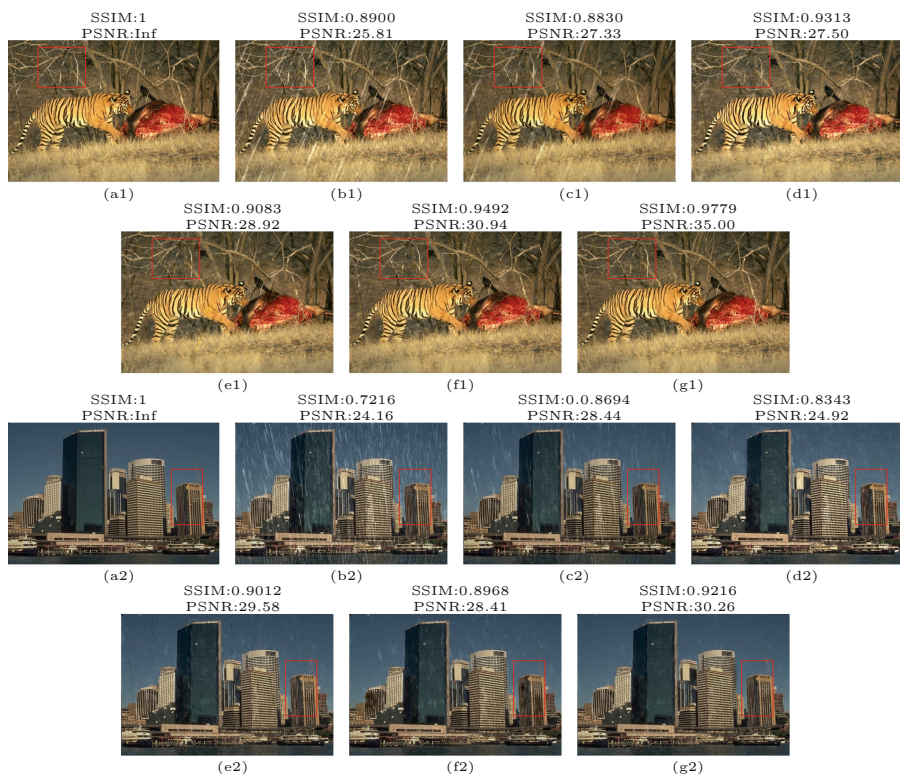 SSIM:1
PSNR:Inf
SSIM:0.8900
PSNR:25.81
SSIM:0.8830
PSNR:27.33
SSIM:0.9313
PSNR:27.50
(a1)
(b1)
(c1)
(d1)
SSIM:0.9083
PSNR:28.92
SSIM:0.9492
PSNR:30.94
SSIM:0.9779
PSNR:35.00
(e1)
(f1)
(g1)
SSIM:1
PSNR:Inf
SSIM:0.7216
PSNR:24.16
SSIM:0.0.8694
PSNR:28.44
SSIM:0.8343
PSNR:24.92
(a2)
(b2)
(c2)
(d2)
SSIM:0.9012
PSNR:29.58
SSIM:0.8968
PSNR:28.41
SSIM:0.9216
PSNR:30.26
(e2)
(f2)
(g2)